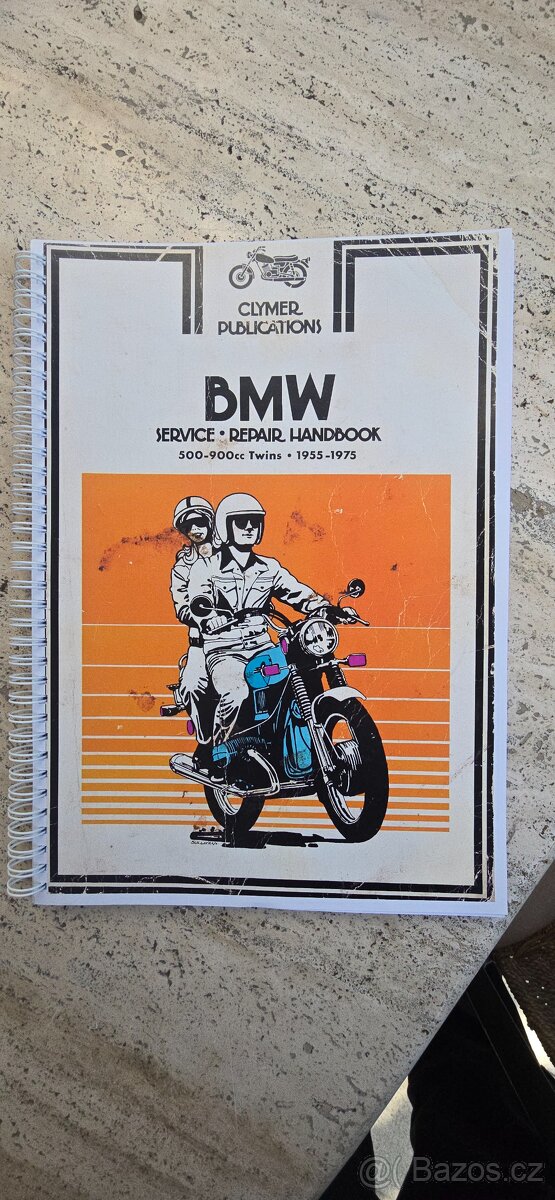 CLYMER
PUBLICATIONS
BMW
SERVICE • REPAIR HANDBOOK
500-900cc Twins • 1955-1975
@( Bazos.cz